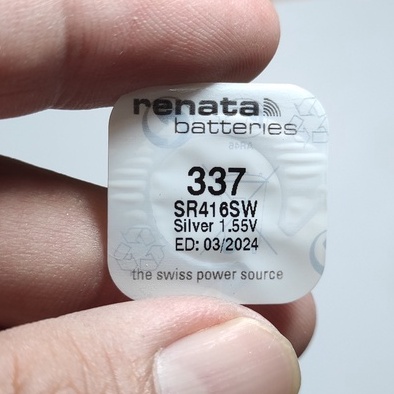 renata
batteries
337
SR416SW
Silver 1.55V
ED: 03/2024
the swiss power source